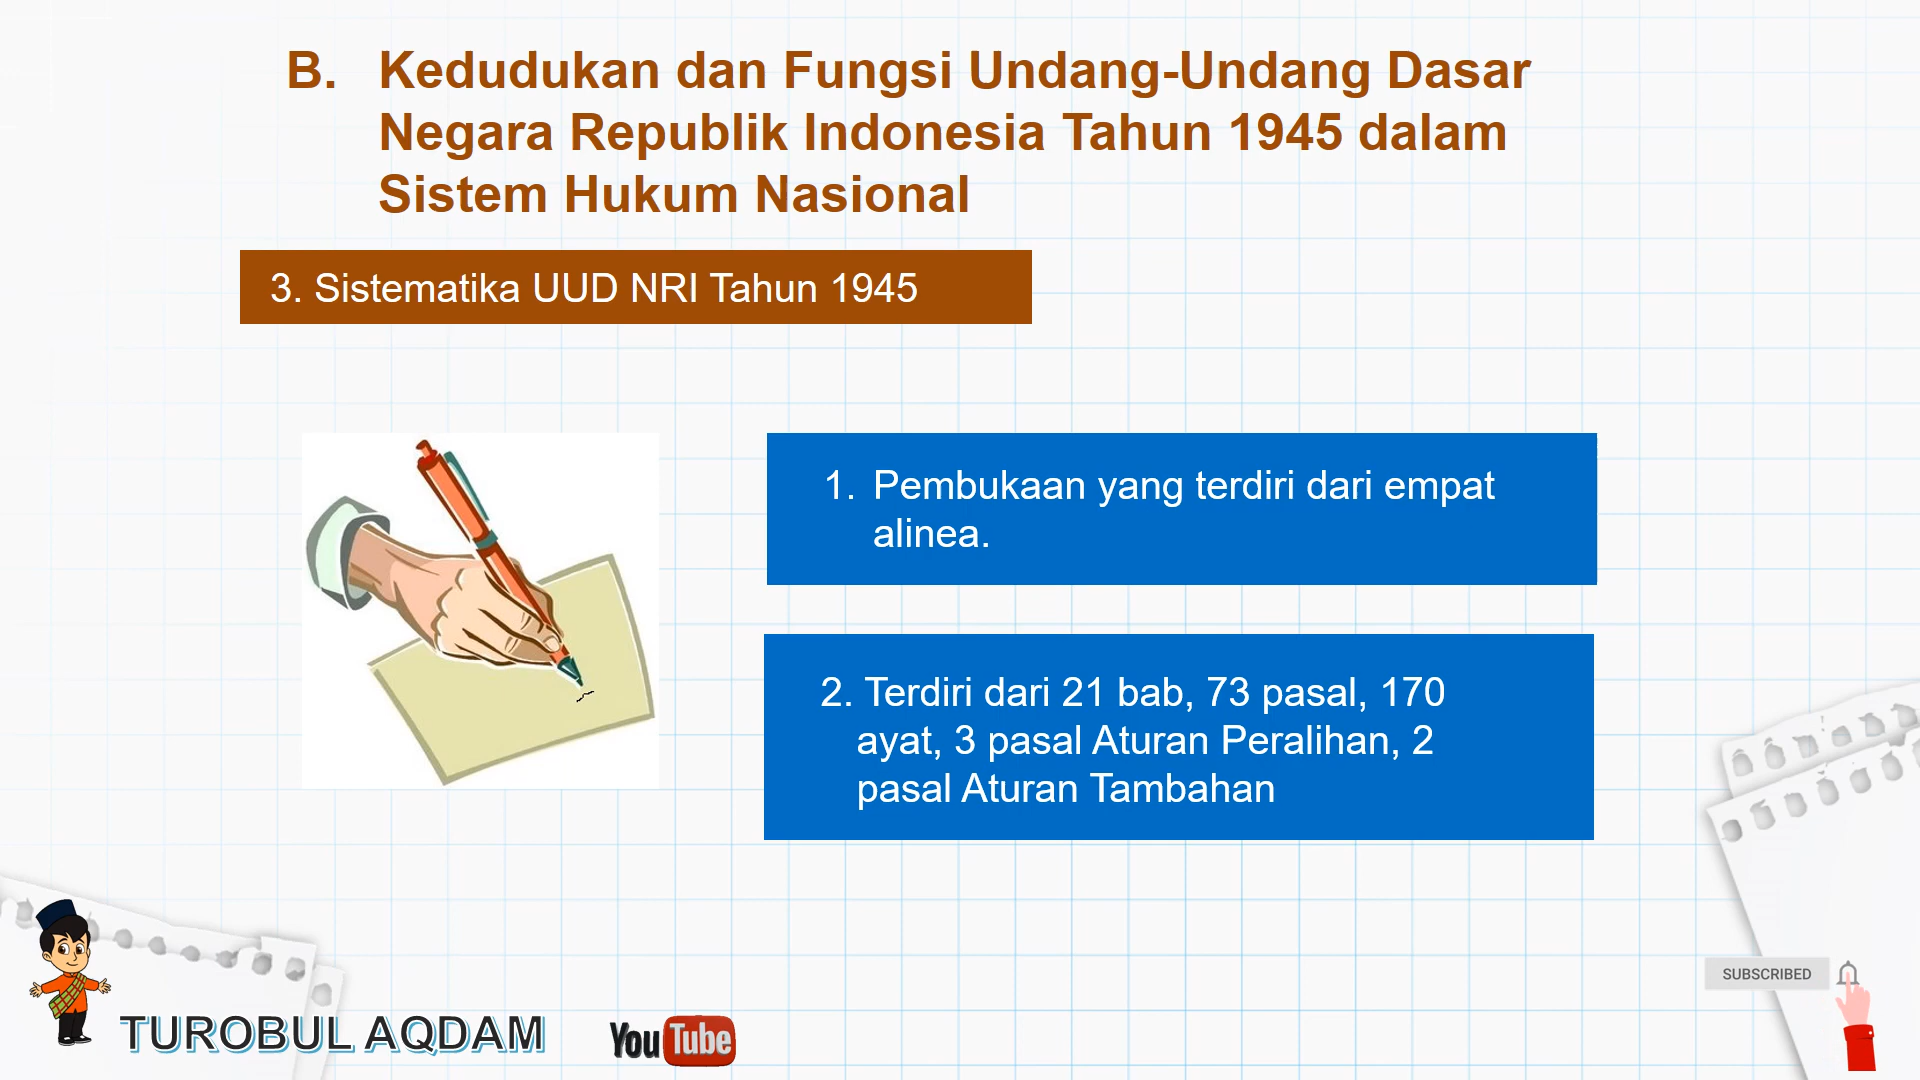 B. Kedudukan dan Fungsi Undang-Undang Dasar
Negara Republik Indonesia Tahun 1945 dalam
Sistem Hukum Nasional
3. Sistematika UUD NRI Tahun 1945
1. Pembukaan yang terdiri dari empat
alinea.
2. Terdiri dari 21 bab, 73 pasal, 170
ayat, 3 pasal Aturan Peralihan, 2
pasal Aturan Tambahan
SUBSCRIBED
TUROBUL AQDAM
YouTube